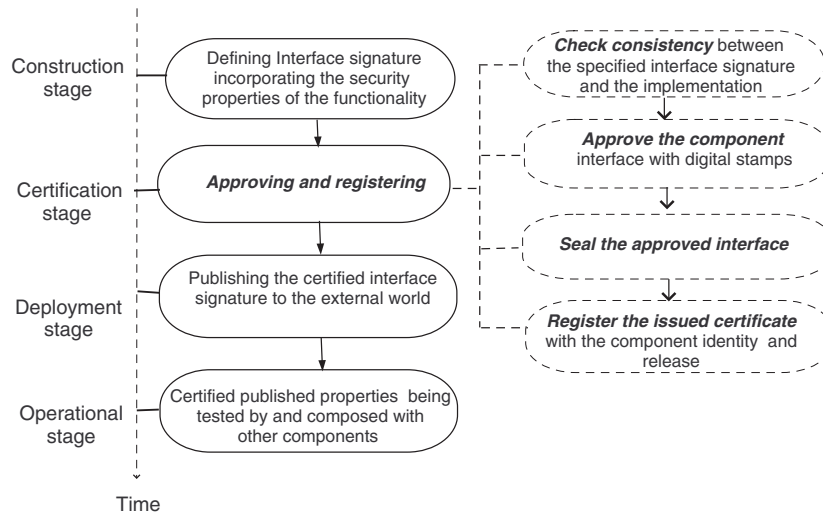 Construction
stage
Defining Interface signature
incorporating the security
properties of the functionality
Certification
stage
Approving and registering
Deployment
stage
Publishing the certified interface
signature to the external world
Operational
stage
Certified published properties being
tested by and composed with
other components
Time
Check consistency between
the specified interface signature
and the implementation
Approve the component
interface with digital stamps
Seal the approved interface
Register the issued certificate
with the component identity and
release